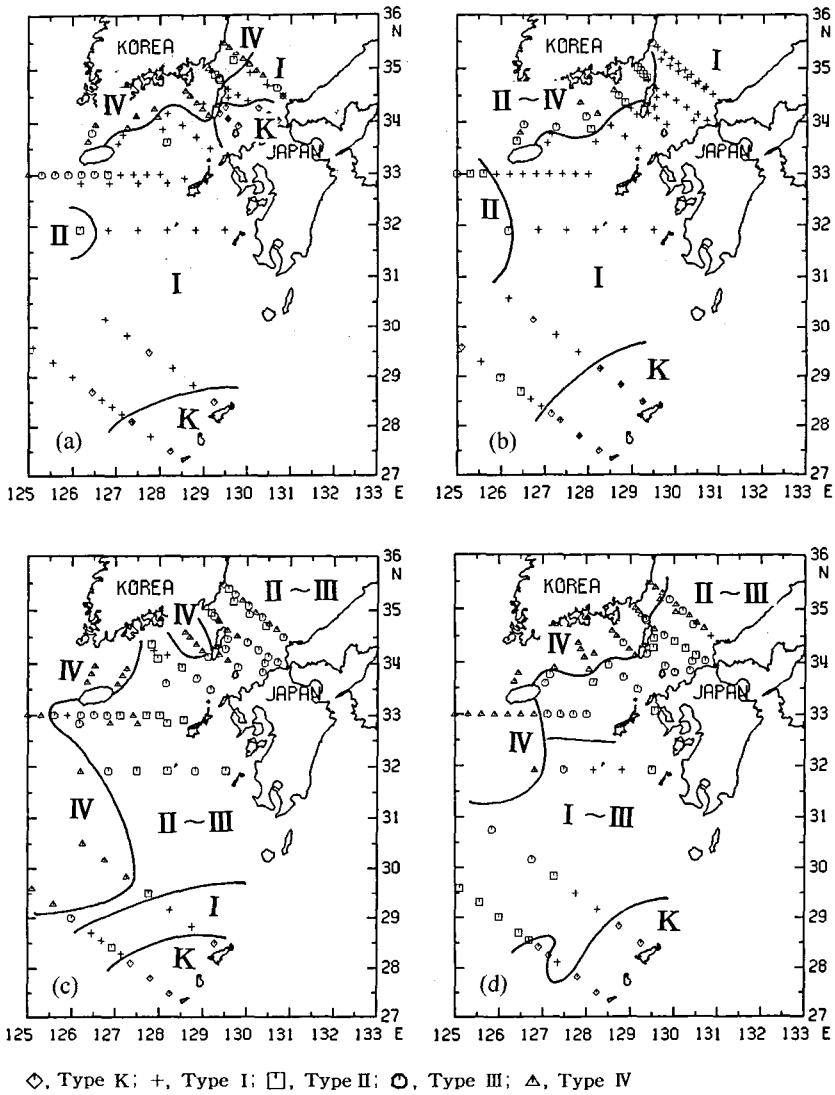 36
N
KOREA
IV
35
I
IV
34
K
JAPAN
33
II
32
31
I
30
29
28
K
(a)
27
125 126 127 128 129 130 131 132 133 E
36
N
KOREA
I
35
II～IV
34
JAPAN
33
II
32
31
I
30
K
29
28
(b)
27
125 126 127 128 129 130 131 132 133 E
36
N
KOREA
II～III
IV
35
IV
34
JAPAN
33
32
IV
31
II～III
30
I
29
K
28
(c)
27
125 126 127 128 129 130 131 132 133 E
36
N
KOREA
II～III
35
IV
34
JAPAN
33
IV
32
31
I～III
30
K
29
28
(d)
27
125 126 127 128 129 130 131 132 133 E
◇, Type K; +, Type I; □, Type II; ○, Type III; △, Type IV